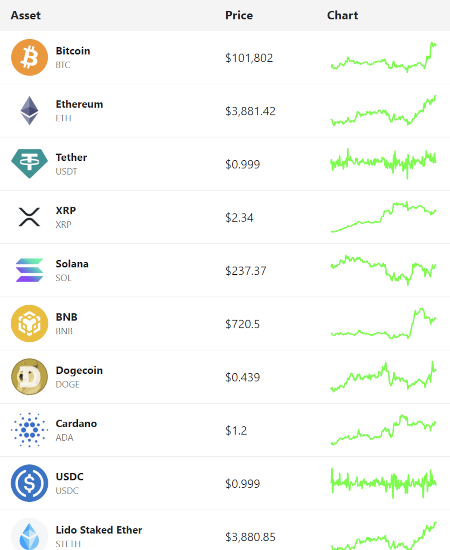 Asset Price Chart
Bitcoin
BTC
$101,802
Ethereum
ETH
$3,881.42
Tether
USDT
$0.999
XRP
XRP
$2.34
Solana
SOL
$237.37
BNB
BNB
$720.5
Dogecoin
DOGE
$0.439
Cardano
ADA
$1.2
USDC
USDC
$0.999
Lido Staked Ether
STETH
$3,880.85